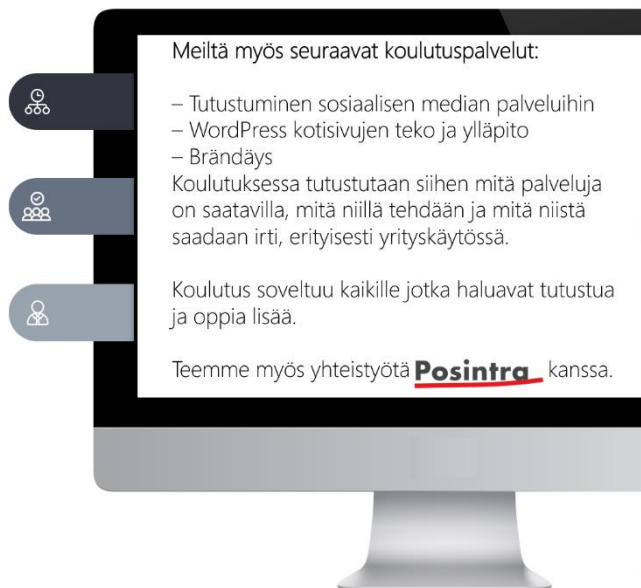 Meiltä myös seuraavat koulutuspalvelut:
– Tutustuminen sosiaalisen median palveluihin
– WordPress kotisivujen teko ja ylläpito
– Brändäys
Koulutuksessa tutustutaan siihen mitä palveluja
on saatavilla, mitä niillä tehdään ja mitä niistä
saadaan irti, erityisesti yrityskäytössä.
Koulutus soveltuu kaikille jotka haluavat tutustua
ja oppia lisää.
Teemme myös yhteistyötä Posintra kanssa.